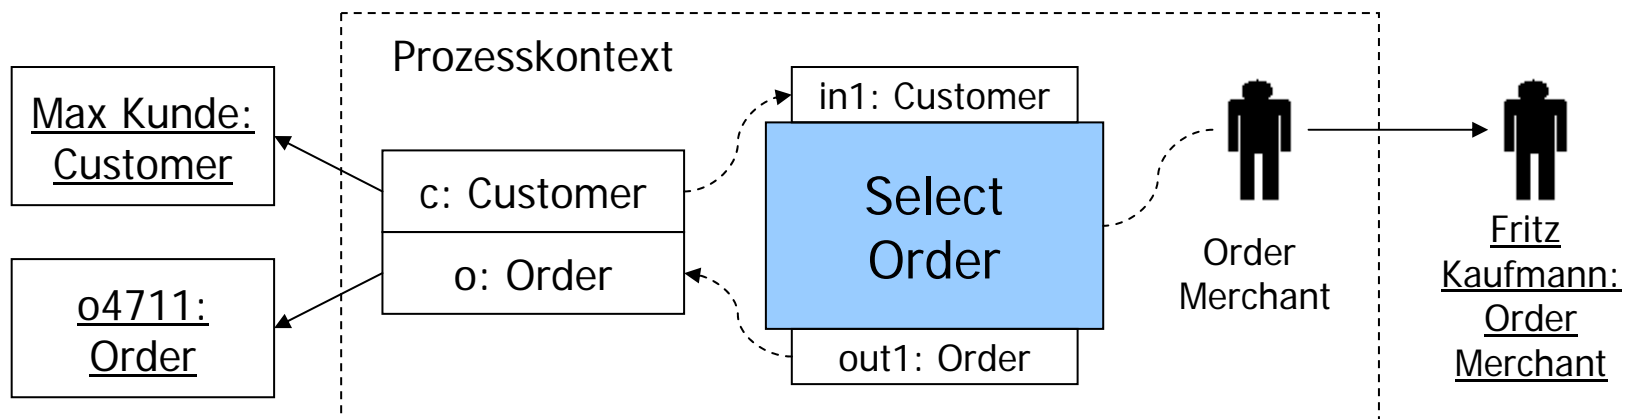 Prozesskontext
Max Kunde:
Customer
o4711:
Order
c: Customer
o: Order
in1: Customer
Select
Order
out1: Order
Order
Merchant
Fritz
Kaufmann:
Order
Merchant